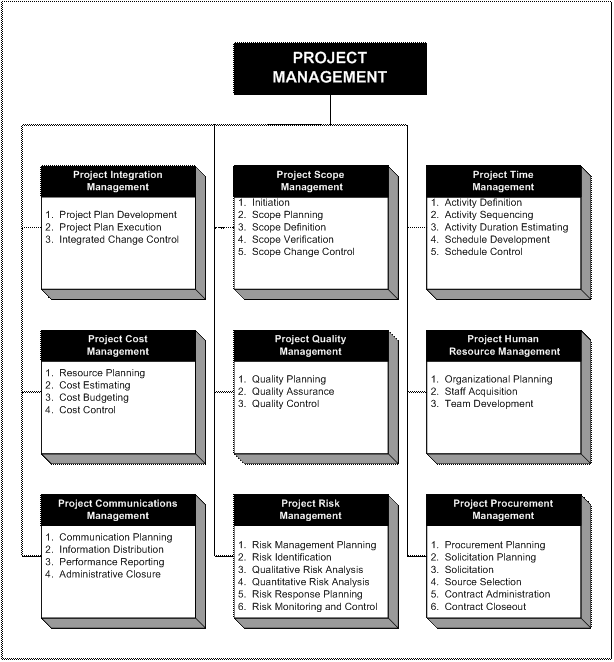 PROJECT
MANAGEMENT
Project Integration
Management
1. Project Plan Development
2. Project Plan Execution
3. Integrated Change Control
Project Scope
Management
1. Initiation
2. Scope Planning
3. Scope Definition
4. Scope Verification
5. Scope Change Control
Project Time
Management
1. Activity Definition
2. Activity Sequencing
3. Activity Duration Estimating
4. Schedule Development
5. Schedule Control
Project Cost
Management
1. Resource Planning
2. Cost Estimating
3. Cost Budgeting
4. Cost Control
Project Quality
Management
1. Quality Planning
2. Quality Assurance
3. Quality Control
Project Human
Resource Management
1. Organizational Planning
2. Staff Acquisition
3. Team Development
Project Communications
Management
1. Communication Planning
2. Information Distribution
3. Performance Reporting
4. Administrative Closure
Project Risk
Management
1. Risk Management Planning
2. Risk Identification
3. Qualitative Risk Analysis
4. Quantitative Risk Analysis
5. Risk Response Planning
6. Risk Monitoring and Control
Project Procurement
Management
1. Procurement Planning
2. Solicitation Planning
3. Solicitation
4. Source Selection
5. Contract Administration
6. Contract Closeout